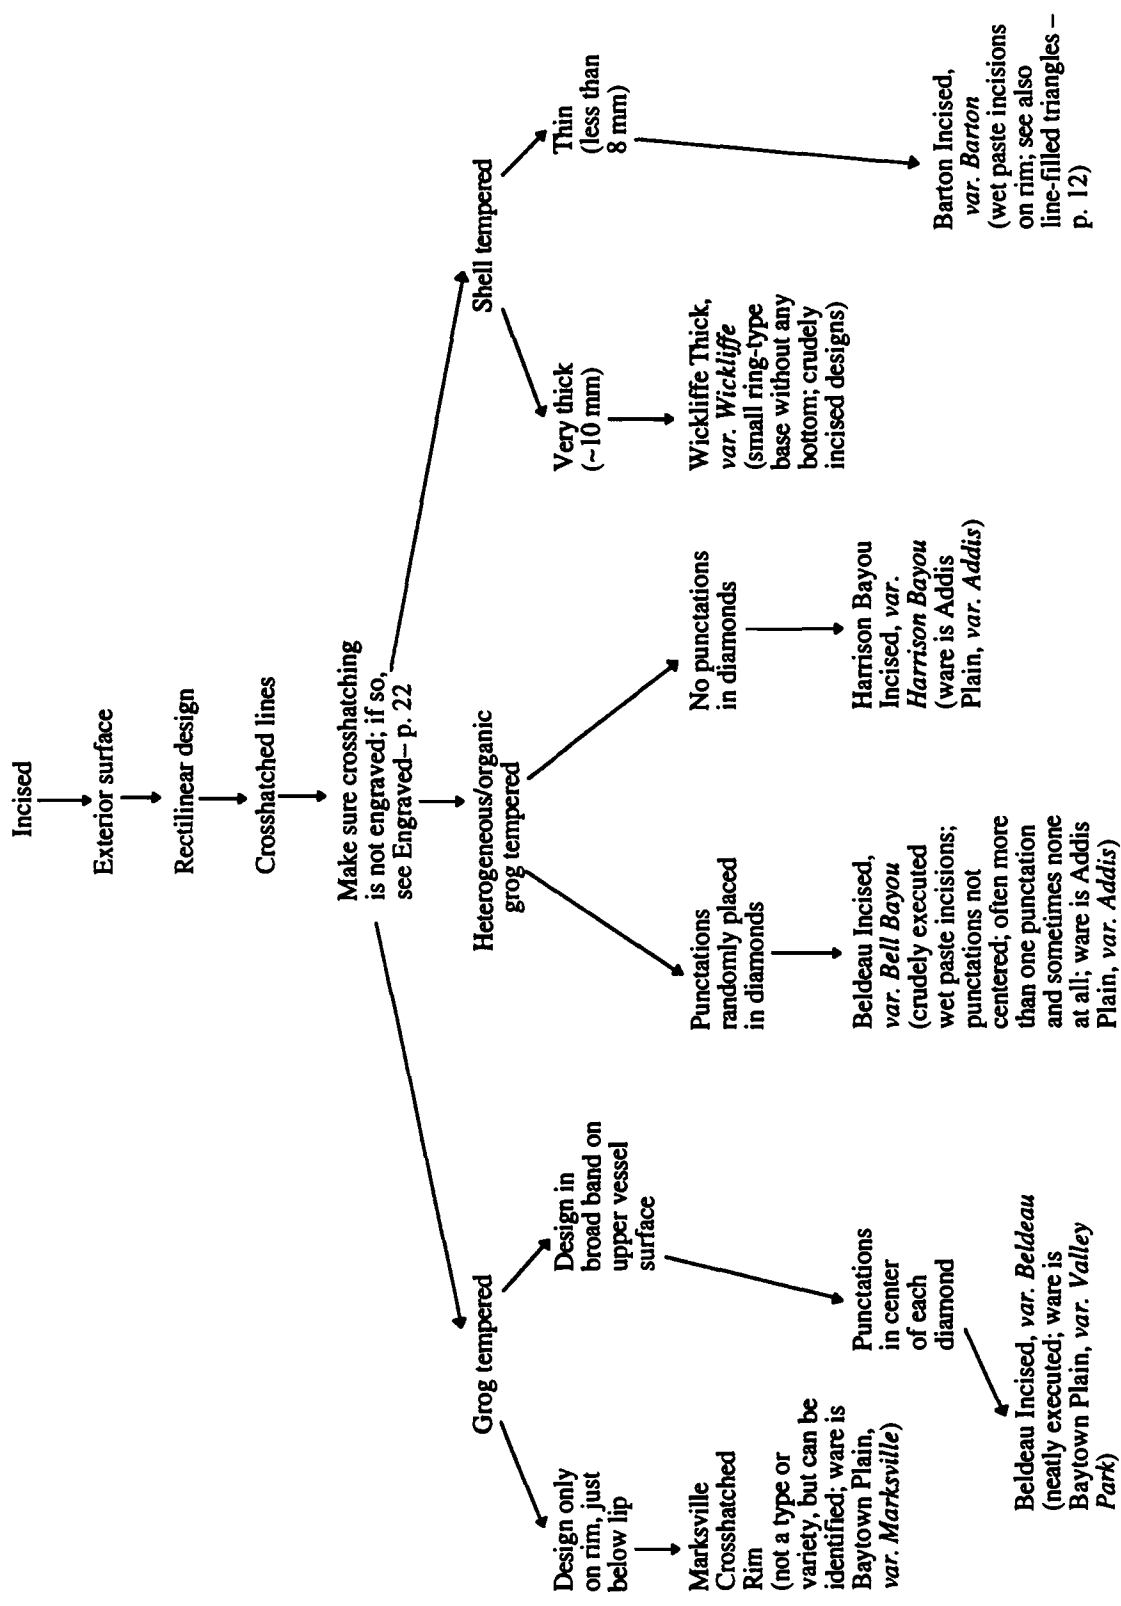 Incised
Exterior surface
Rectilinear design
Crosshatched lines
Make sure crosshatching
is not engraved; if so,
see Engraved– p. 22
Grog tempered
Heterogeneous/organic
grog tempered
Shell tempered
Design only
on rim, just
below lip
Design in
broad band on
upper vessel
surface
Very thick
(~10 mm)
Thin
(less than
8 mm)
Marksville
Crosshatched
Rim
(not a type or
variety, but can be
identified; ware is
Baytown Plain,
var. Marksville)
Punctations
randomly placed
in diamonds
No punctations
in diamonds
Wickliffe Thick,
var. Wickliffe
(small ring-type
base without any
bottom; crudely
incised designs)
Punctations
in center
of each
diamond
Beldeau Incised,
var. Bell Bayou
(crudely executed
wet paste incisions;
punctations not
centered; often more
than one punctation
and sometimes none
at all; ware is Addis
Plain, var. Addis)
Harrison Bayou
Incised, var.
Harrison Bayou
(ware is Addis
Plain, var. Addis)
Barton Incised,
var. Barton
(wet paste incisions
on rim; see also
line-filled triangles –
p. 12)
Beldeau Incised, var. Beldeau
(neatly executed; ware is
Baytown Plain, var. Valley
Park)